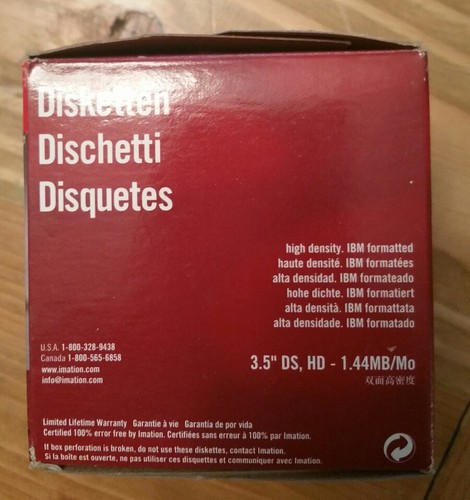 Disketten
Dischetti
Disquetes
high density. IBM formatted
haute densité. IBM formatées
alta densidad. IBM formateado
hohe dichte. IBM formatiert
alta densità. IBM formattata
alta densidade. IBM formatado
U.S.A. 1-800-328-9438
Canada 1-800-565-6858
www.imation.com
info@imation.com
3.5" DS, HD - 1.44MB/Mo
双面高密度
Limited Lifetime Warranty Garantie à vie Garantía de por vida
Certified 100% error free by Imation. Certifiées sans erreur à 100% par Imation.
If box perforation is broken, do not use these diskettes, contact Imation.
Si la boîte est ouverte, ne pas utiliser ces disquettes et communiquer avec Imation.